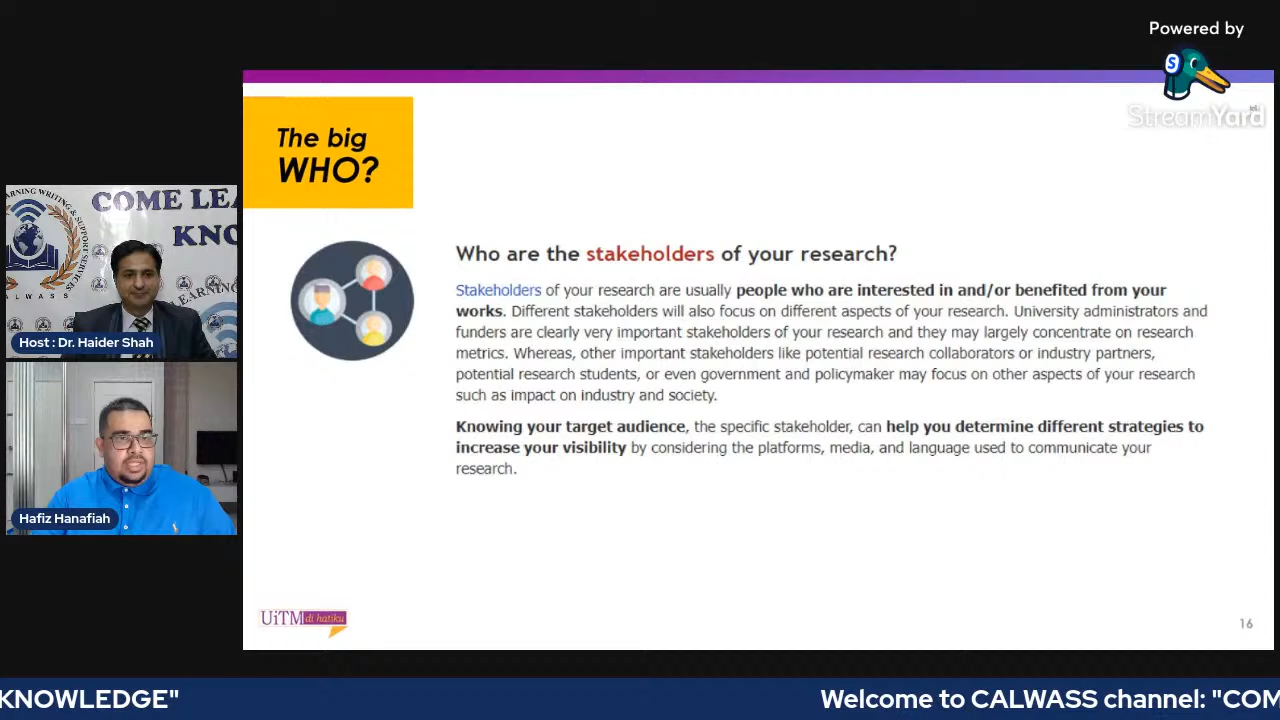 Powered by
StreamYard
The big
WHO?
Who are the stakeholders of your research?
Stakeholders of your research are usually people who are interested in and/or benefited from your
works. Different stakeholders will also focus on different aspects of your research. University administrators and
funders are clearly very important stakeholders of your research and they may largely concentrate on research
metrics. Whereas, other important stakeholders like potential research collaborators or industry partners,
potential research students, or even government and policymaker may focus on other aspects of your research
such as impact on industry and society.
Knowing your target audience, the specific stakeholder, can help you determine different strategies to
increase your visibility by considering the platforms, media, and language used to communicate your
research.
COME LEA
KNO
Host : Dr. Haider Shah
Hafiz Hanafiah
UiTM di hatiku
16
KNOWLEDGE"
Welcome to CALWASS channel: "COM